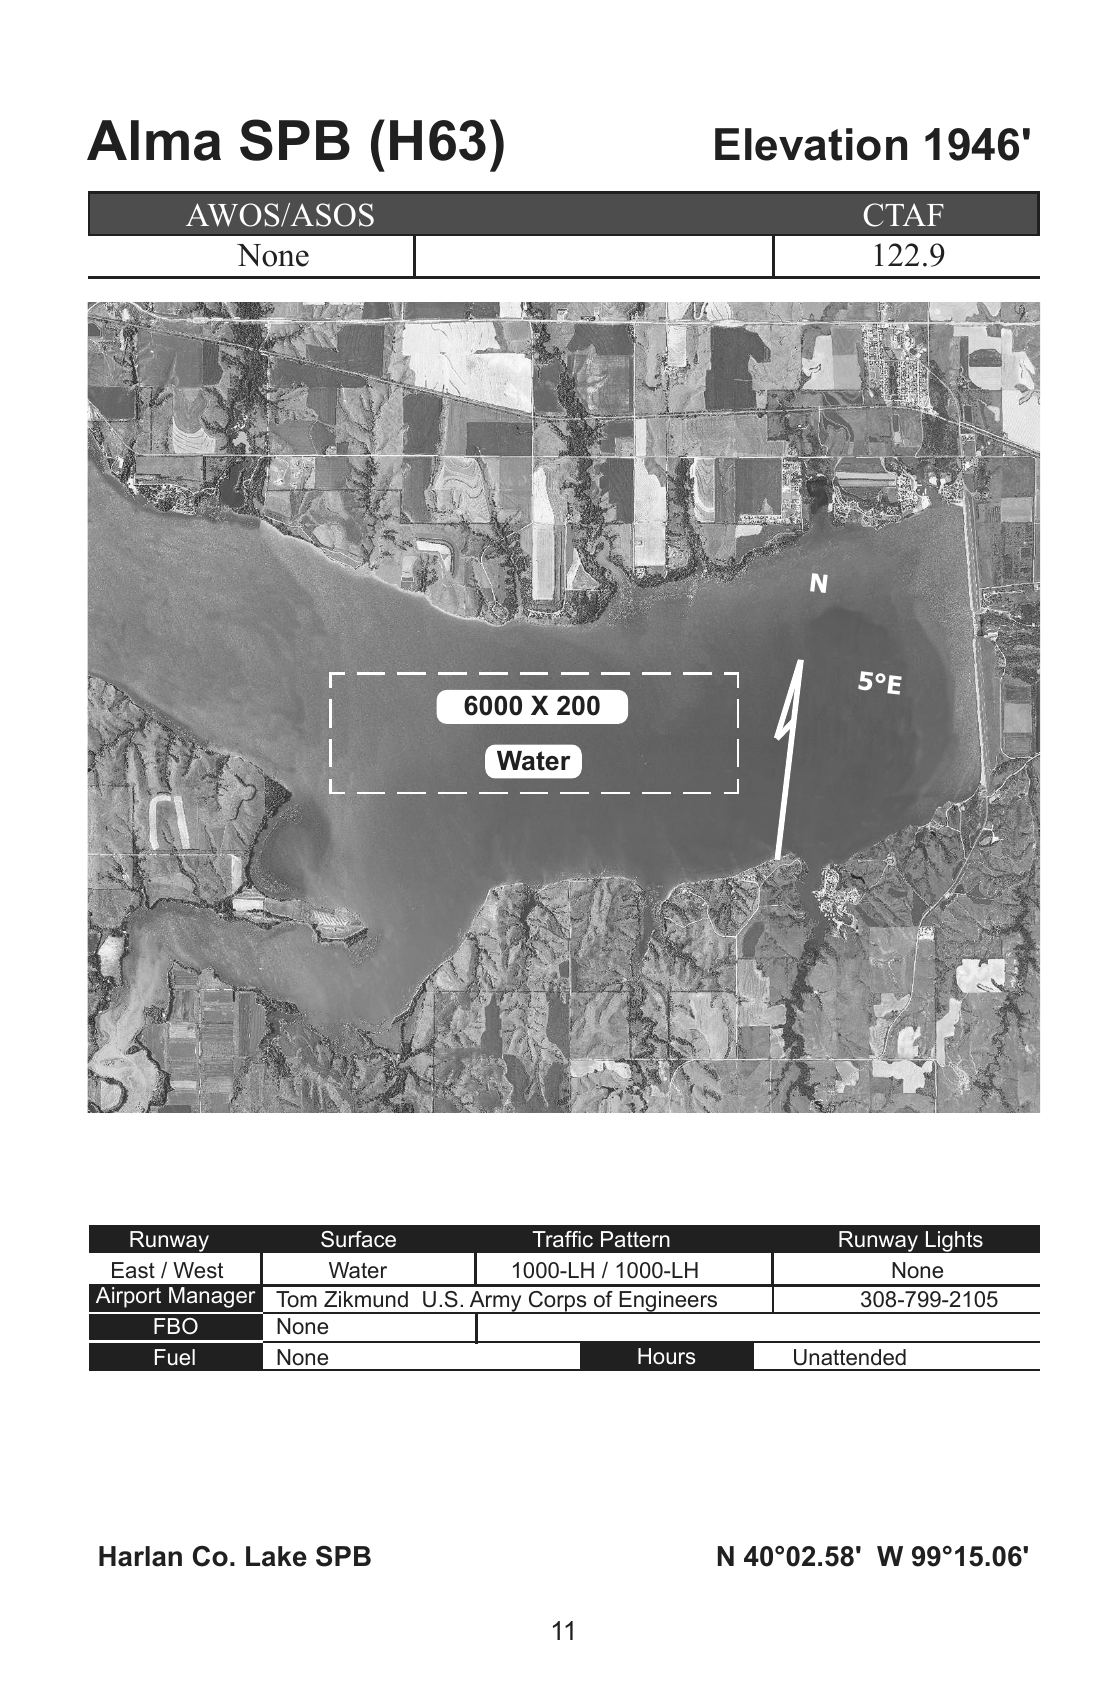 Alma SPB (H63) Elevation 1946'
AWOS/ASOS CTAF
None 122.9
N
5°E
6000 X 200
Water
Runway Surface Traffic Pattern Runway Lights
East / West Water 1000-LH / 1000-LH None
Airport Manager Tom Zikmund U.S. Army Corps of Engineers 308-799-2105
FBO None
Fuel None Hours Unattended
Harlan Co. Lake SPB N 40°02.58' W 99°15.06'
11